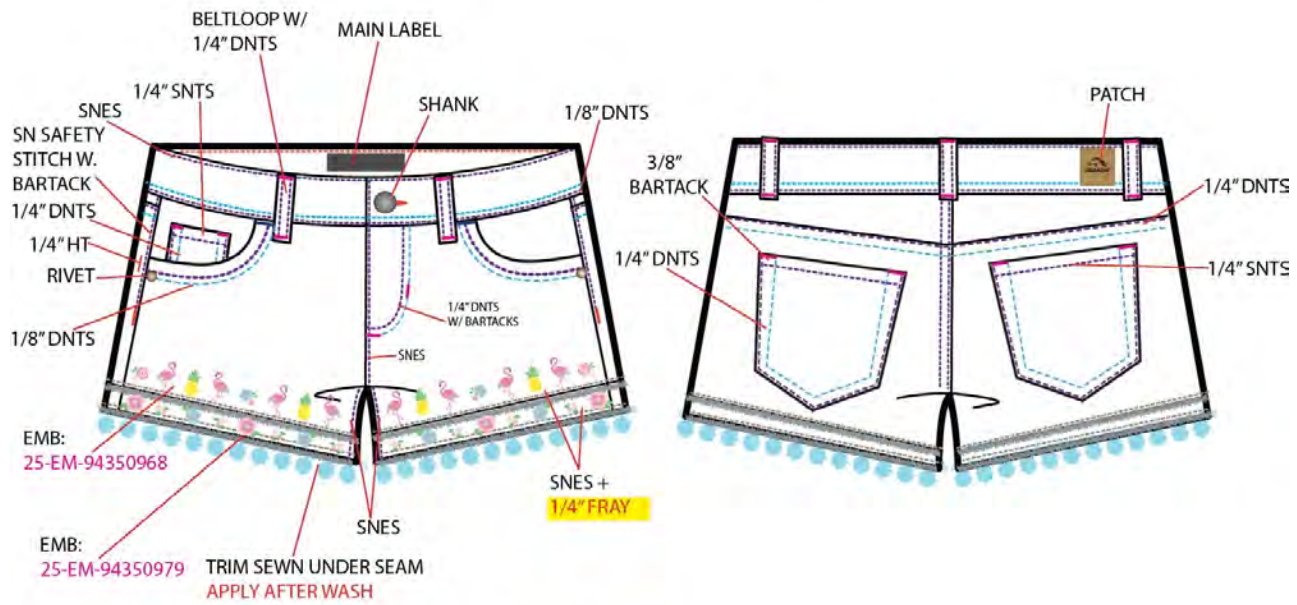 BELTLOOP W/
1/4" DNTS
MAIN LABEL
1/4" SNTS
SNES
SHANK
1/8" DNTS
SN SAFETY
STITCH W.
BARTACK
1/4" DNTS
1/4" HT
RIVET
1/8" DNTS
1/4" DNTS
W/ BARTACKS
SNES
EMB:
25-EM-94350968
SNES +
1/4" FRAY
SNES
EMB:
25-EM-94350979
TRIM SEWN UNDER SEAM
APPLY AFTER WASH
PATCH
3/8"
BARTACK
1/4" DNTS
1/4" DNTS
1/4" SNTS